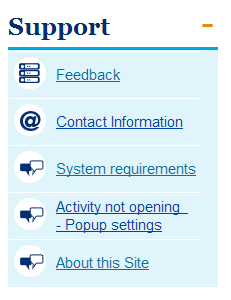 Support
Feedback
Contact Information
System requirements
Activity not opening
- Popup settings
About this Site